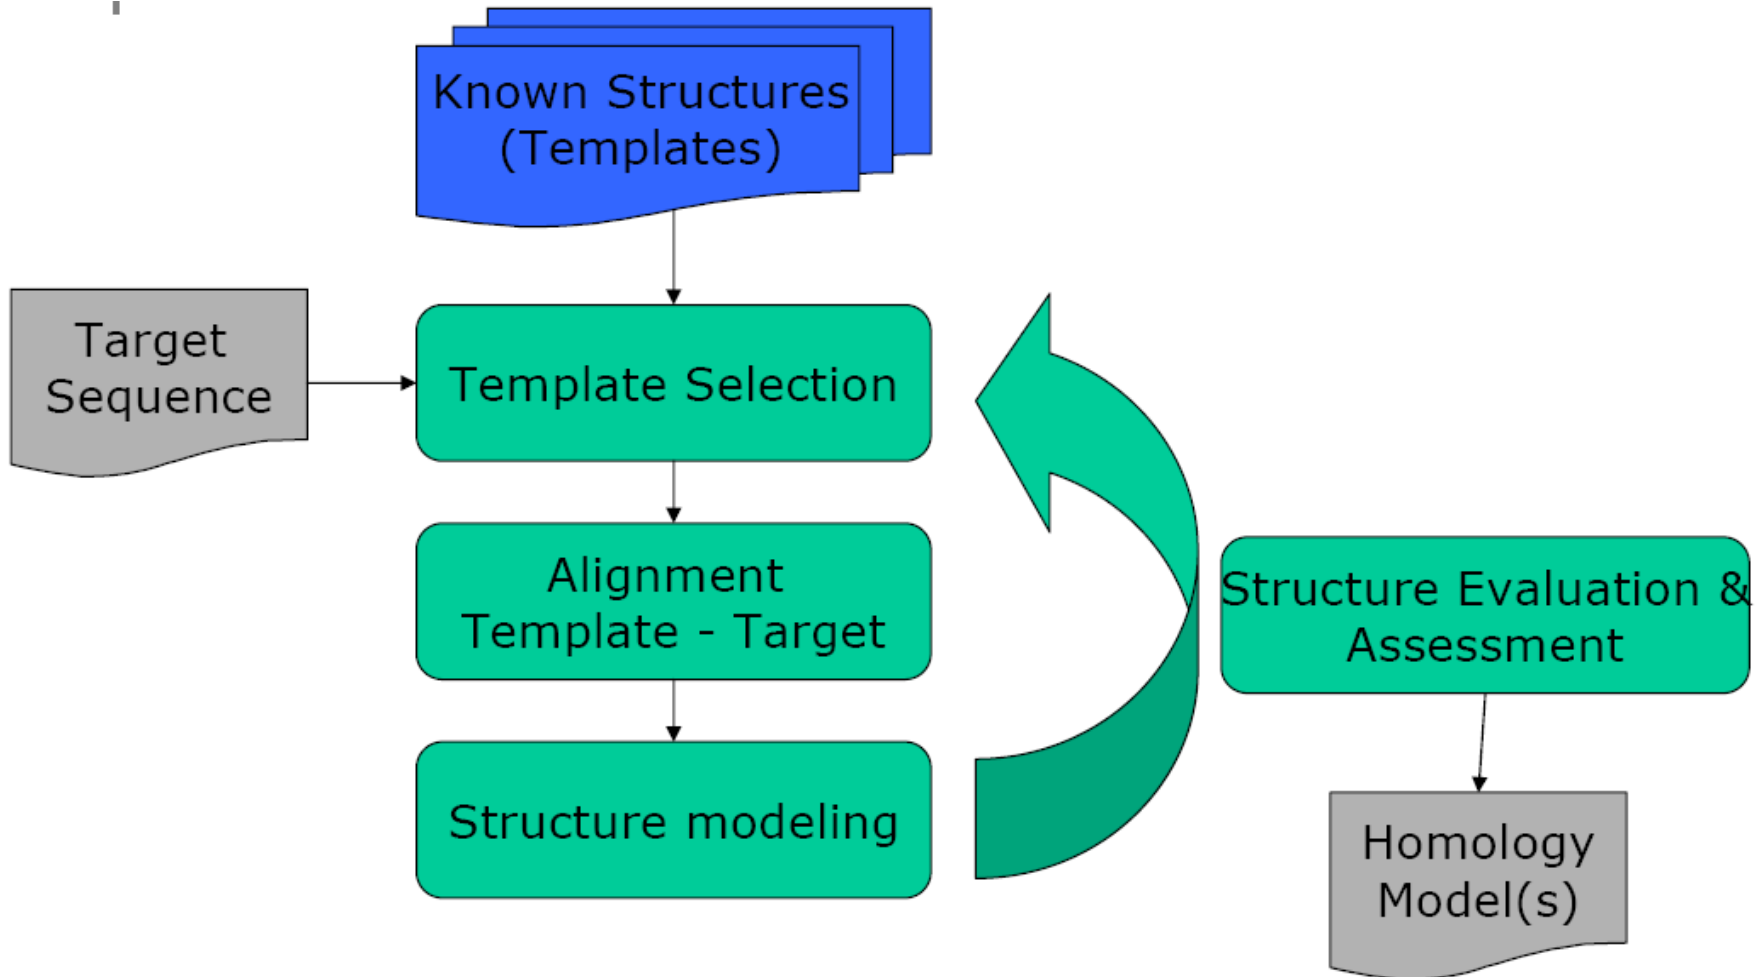 Known Structures
(Templates)
Target
Sequence
Template Selection
Alignment
Template - Target
Structure modeling
Structure Evaluation &
Assessment
Homology
Model(s)